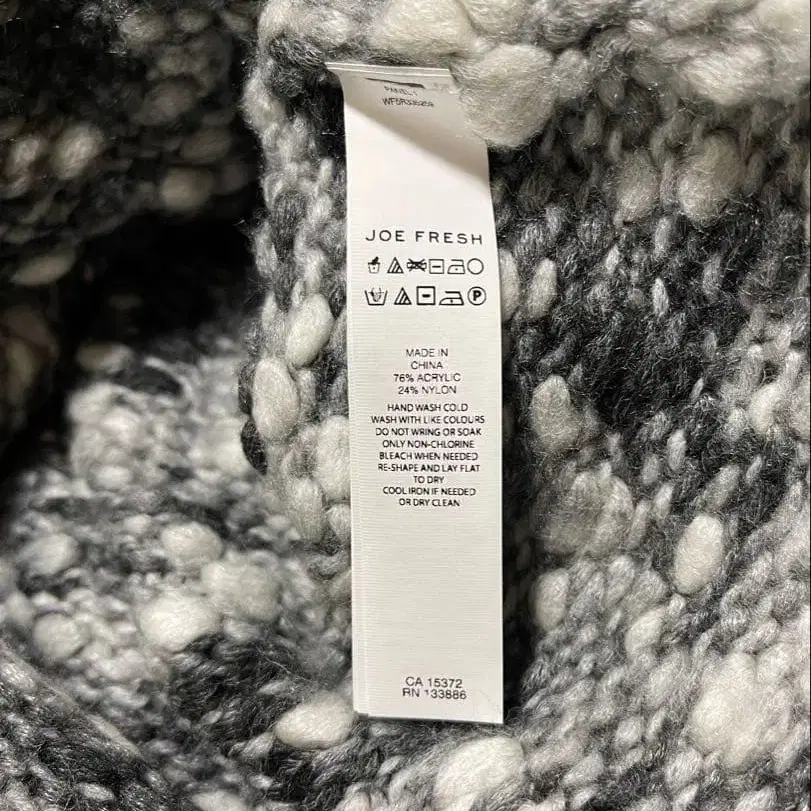 PANEL 1
JOE FRESH
P
MADE IN
CHINA
76% ACRYLIC
24% NYLON
HAND WASH COLD
WASH WITH LIKE COLOURS
DO NOT WRING OR SOAK
ONLY NON-CHLORINE
BLEACH WHEN NEEDED
RE-SHAPE AND LAY FLAT
TO DRY
COOL IRON IF NEEDED
OR DRY CLEAN
CA 15372
RN 133886